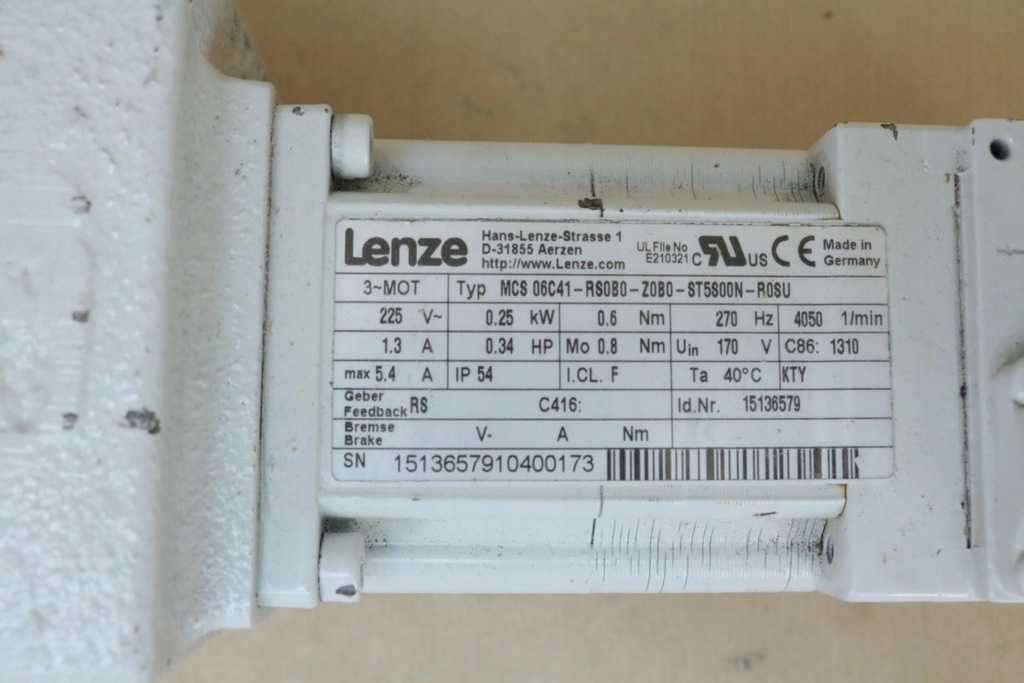 Lenze
Hans-Lenze-Strasse 1
D-31855 Aerzen
http://www.Lenze.com
UL File No
E210321
C RU US CE
Made in
Germany
3~MOT Typ MCS 06C41-RS0B0-Z0B0-ST5S00N-R0SU
225 V~ 0.25 kW 0.6 Nm 270 Hz 4050 1/min
1.3 A 0.34 HP Mo 0.8 Nm Uin 170 V C86: 1310
max 5.4 A IP 54 I.CL. F Ta 40°C KTY
Geber
Feedback RS C416: Id.Nr. 15136579
Bremse
Brake V- A Nm
SN 1513657910400173